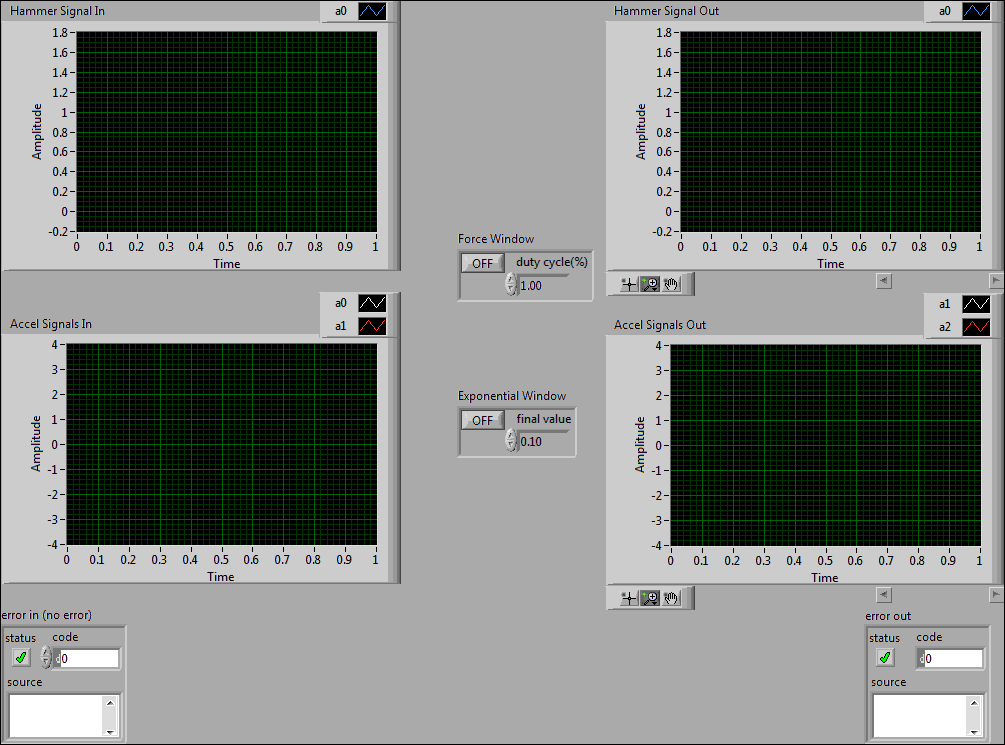 Hammer Signal In
a0
Amplitude
1.8
1.6
1.4
1.2
1
0.8
0.6
0.4
0.2
0
-0.2
0 0.1 0.2 0.3 0.4 0.5 0.6 0.7 0.8 0.9 1
Time
Hammer Signal Out
a0
Amplitude
1.8
1.6
1.4
1.2
1
0.8
0.6
0.4
0.2
0
-0.2
0 0.1 0.2 0.3 0.4 0.5 0.6 0.7 0.8 0.9 1
Time
Force Window
OFF
duty cycle(%)
1.00
Accel Signals In
a0
a1
Amplitude
4
3
2
1
0
-1
-2
-3
-4
0 0.1 0.2 0.3 0.4 0.5 0.6 0.7 0.8 0.9 1
Time
Exponential Window
OFF
final value
0.10
Accel Signals Out
a1
a2
Amplitude
4
3
2
1
0
-1
-2
-3
-4
0 0.1 0.2 0.3 0.4 0.5 0.6 0.7 0.8 0.9 1
Time
error in (no error)
status code
d0
source
error out
status code
d0
source